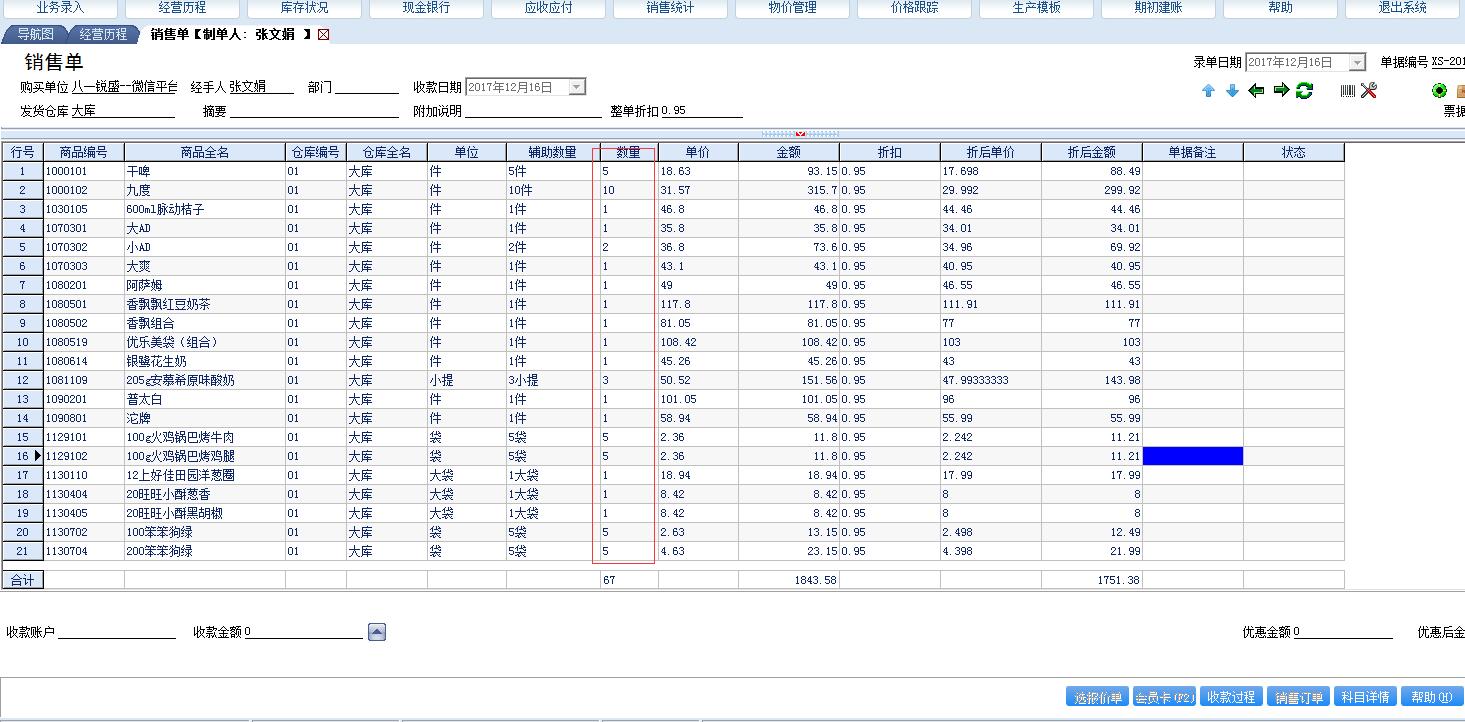 业务录入 经营历程 库存状况 现金银行 应收应付 销售统计 物价管理 价格跟踪 生产模板 期初建账 帮助 退出系统
导航图 经营历程 销售单【制单人: 张文娟 】
销售单
录单日期 2017年12月16日 单据编号 XS-201
购买单位 八一锐盛--微信平台 经手人 张文娟 部门 收款日期 2017年12月16日
发货仓库 大库 摘要 附加说明 整单折扣 0.95
票据
行号 商品编号 商品全名 仓库编号 仓库全名 单位 辅助数量 数量 单价 金额 折扣 折后单价 折后金额 单据备注 状态
1 1000101 干啤 01 大库 件 5件 5 18.63 93.15 0.95 17.698 88.49
2 1000102 九度 01 大库 件 10件 10 31.57 315.7 0.95 29.992 299.92
3 1030105 600ml脉动桔子 01 大库 件 1件 1 46.8 46.8 0.95 44.46 44.46
4 1070301 大AD 01 大库 件 1件 1 35.8 35.8 0.95 34.01 34.01
5 1070302 小AD 01 大库 件 2件 2 36.8 73.6 0.95 34.96 69.92
6 1070303 大爽 01 大库 件 1件 1 43.1 43.1 0.95 40.95 40.95
7 1080201 阿萨姆 01 大库 件 1件 1 49 49 0.95 46.55 46.55
8 1080501 香飘飘红豆奶茶 01 大库 件 1件 1 117.8 117.8 0.95 111.91 111.91
9 1080502 香飘组合 01 大库 件 1件 1 81.05 81.05 0.95 77 77
10 1080519 优乐美袋（组合） 01 大库 件 1件 1 108.42 108.42 0.95 103 103
11 1080614 银鹭花生奶 01 大库 件 1件 1 45.26 45.26 0.95 43 43
12 1081109 205g安慕希原味酸奶 01 大库 小提 3小提 3 50.52 151.56 0.95 47.99333333 143.98
13 1090201 普太白 01 大库 件 1件 1 101.05 101.05 0.95 96 96
14 1090801 沱牌 01 大库 件 1件 1 58.94 58.94 0.95 55.99 55.99
15 1129101 100g火鸡锅巴烤牛肉 01 大库 袋 5袋 5 2.36 11.8 0.95 2.242 11.21
16 1129102 100g火鸡锅巴烤鸡腿 01 大库 袋 5袋 5 2.36 11.8 0.95 2.242 11.21
17 1130110 12上好佳田园洋葱圈 01 大库 大袋 1大袋 1 18.94 18.94 0.95 17.99 17.99
18 1130404 20旺旺小酥葱香 01 大库 大袋 1大袋 1 8.42 8.42 0.95 8 8
19 1130405 20旺旺小酥黑胡椒 01 大库 大袋 1大袋 1 8.42 8.42 0.95 8 8
20 1130702 100笨笨狗绿 01 大库 袋 5袋 5 2.63 13.15 0.95 2.498 12.49
21 1130704 200笨笨狗绿 01 大库 袋 5袋 5 4.63 23.15 0.95 4.398 21.99
合计 67 1843.58 1751.38
收款账户 收款金额 0 优惠金额 0 优惠后金
选报价单 会员卡(F2) 收款过程 销售订单 科目详情 帮助(H)